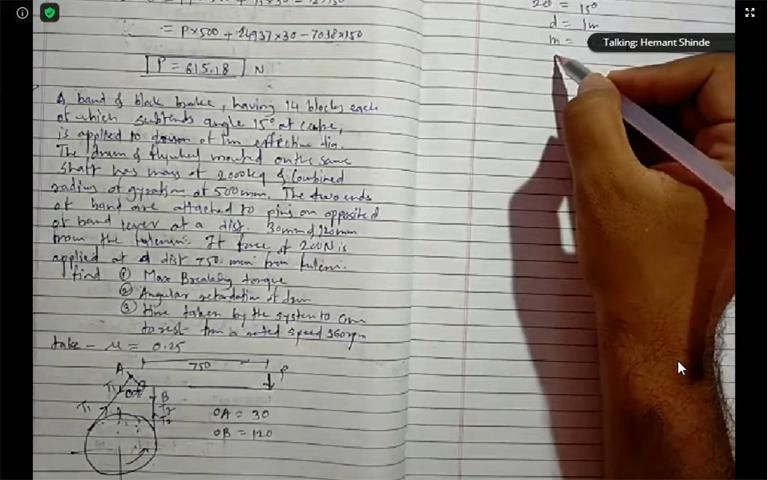 = P×500 + 24937×30 - 7038×150
P = 615.18 N
A band & block brake, having 14 blocks each
of which subtends angle 15° at centre,
is applied to drum of 1m effective dia.
The drum & flywheel mounted on the same
shaft has mass of 2000kg & Combined
radius of gyration of 500mm. The two ends
of band are attached to pins on opposite
of band lever at a dist. 30mm & 120mm
from the fulcrum. If force of 200N is
applied at a dist 750 mm from fulcrum.
find ① Max Breaking torque
② Angular retardation of drum
③ time taken by the system to come
to rest from a rated speed 360rpm
take - μ = 0.25
750
P
A
T1
B
T1
T2
T2
OA = 30
OB = 120
2θ = 15°
d = 1m
m =
Talking: Hemant Shinde